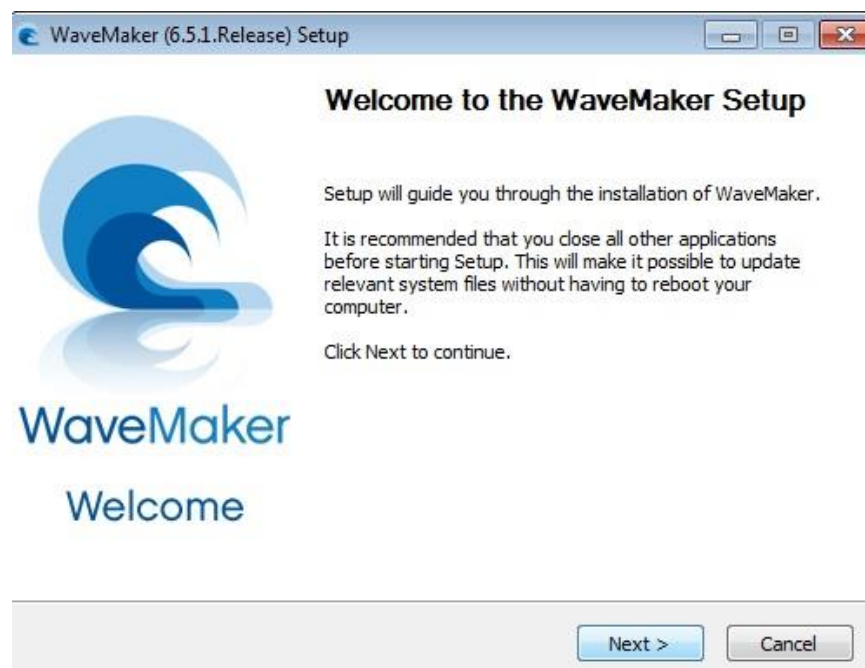 WaveMaker (6.5.1.Release) Setup
Welcome to the WaveMaker Setup
Setup will guide you through the installation of WaveMaker.
It is recommended that you close all other applications
before starting Setup. This will make it possible to update
relevant system files without having to reboot your
computer.
Click Next to continue.
WaveMaker
Welcome
Next >
Cancel